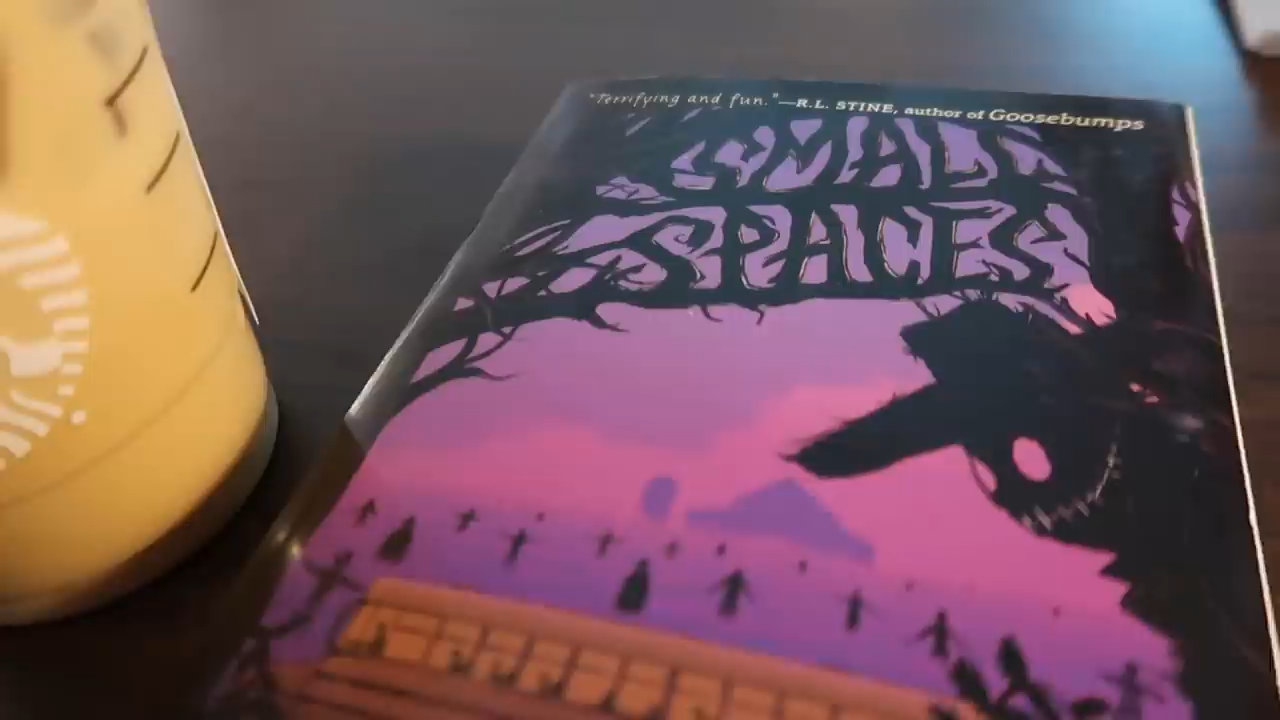 "Terrifying and fun."—R.L. STINE, author of Goosebumps
SMALL
SPACES